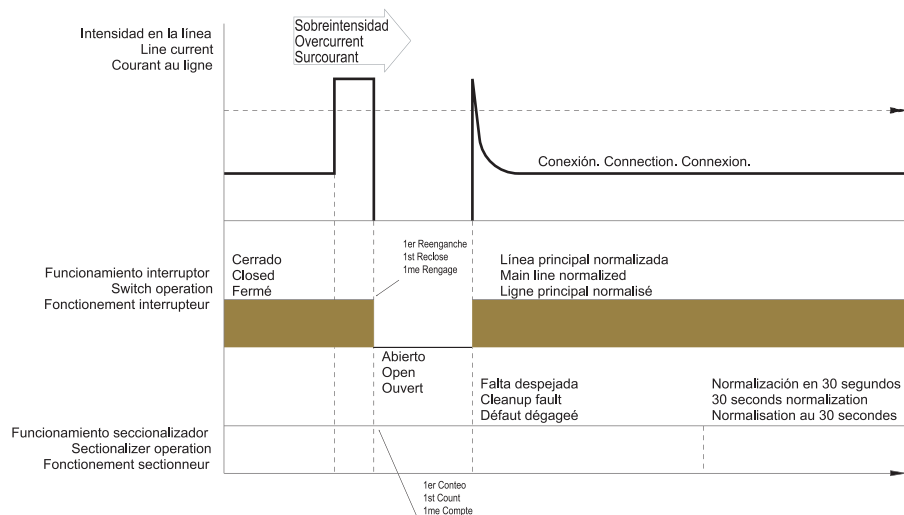 Intensidad en la línea
Line current
Courant au ligne
Sobreintensidad
Overcurrent
Surcourant
Conexión. Connection. Connexion.
Funcionamiento interruptor
Switch operation
Fonctionement interrupteur
Cerrado
Closed
Fermé
1er Reenganche
1st Reclose
1me Rengage
Línea principal normalizada
Main line normalized
Ligne principal normalisé
Abierto
Open
Ouvert
Falta despejada
Cleanup fault
Défaut dégageé
Normalización en 30 segundos
30 seconds normalization
Normalisation au 30 secondes
Funcionamiento seccionalizador
Sectionalizer operation
Fonctionement sectionneur
1er Conteo
1st Count
1me Compte